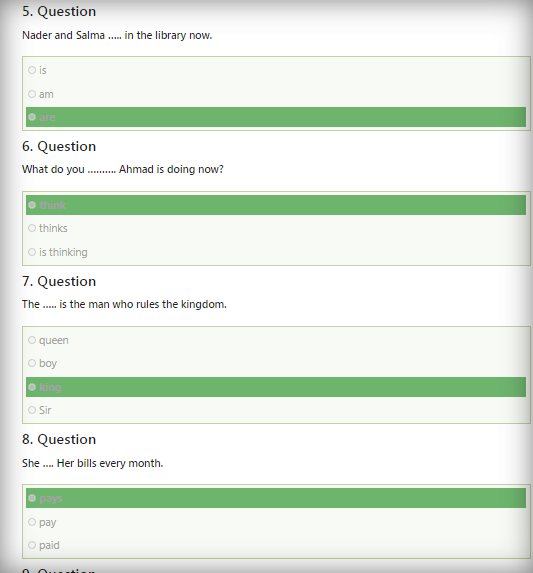 5. Question
Nader and Salma ..... in the library now.
is
am
are
6. Question
What do you .......... Ahmad is doing now?
think
thinks
is thinking
7. Question
The ..... is the man who rules the kingdom.
queen
boy
king
Sir
8. Question
She .... Her bills every month.
pays
pay
paid
9. Question